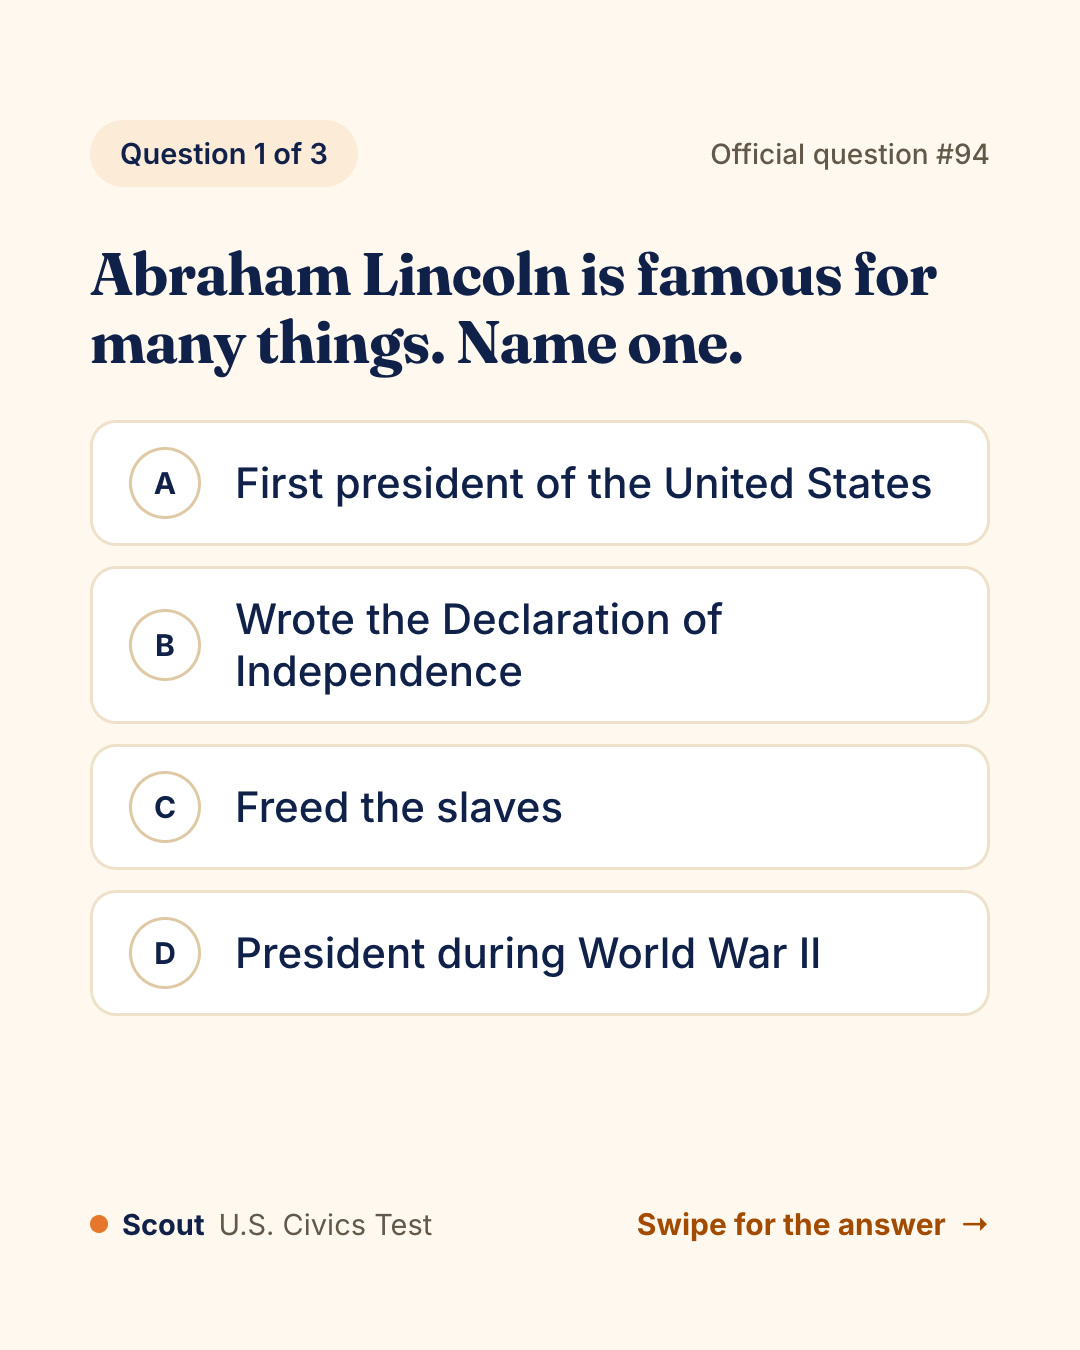 Question 1 of 3
Official question #94
Abraham Lincoln is famous for
many things. Name one.
A First president of the United States
B Wrote the Declaration of
Independence
C Freed the slaves
D President during World War II
Scout U.S. Civics Test
Swipe for the answer →